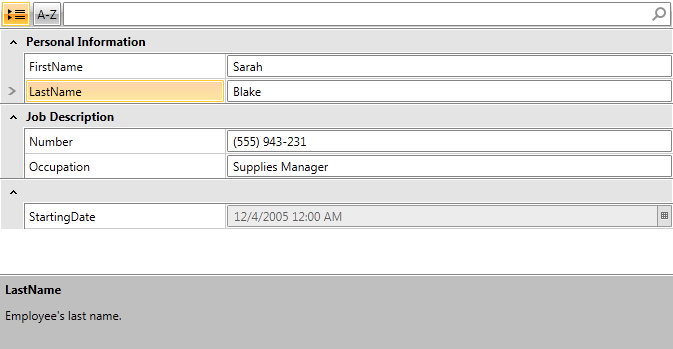 A-Z
Personal Information
FirstName Sarah
LastName Blake
Job Description
Number (555) 943-231
Occupation Supplies Manager
StartingDate 12/4/2005 12:00 AM
LastName
Employee's last name.